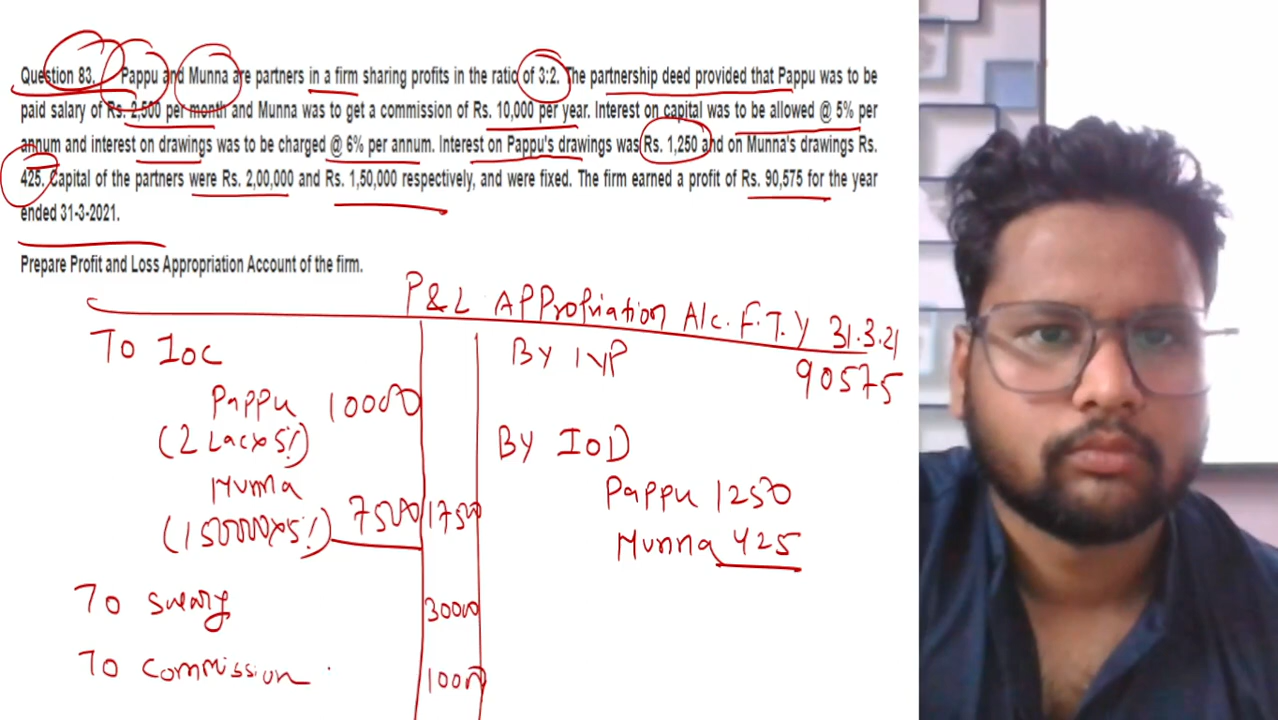 Question 83. Pappu and Munna are partners in a firm sharing profits in the ratio of 3:2. The partnership deed provided that Pappu was to be
paid salary of Rs. 2,500 per month and Munna was to get a commission of Rs. 10,000 per year. Interest on capital was to be allowed @ 5% per
annum and interest on drawings was to be charged @ 6% per annum. Interest on Pappu's drawings was Rs. 1,250 and on Munna's drawings Rs.
425. Capital of the partners were Rs. 2,00,000 and Rs. 1,50,000 respectively, and were fixed. The firm earned a profit of Rs. 90,575 for the year
ended 31-3-2021.
Prepare Profit and Loss Appropriation Account of the firm.
P&L Appropriation A/c. F.T.Y 31.3.21
To IOC
Pappu 10000
(2 Lac×5%)
Munna
(150000×5%) 7500 17500
To Salary 30000
To Commission 10000
By NP
90575
By IOD
Pappu 1250
Munna 425